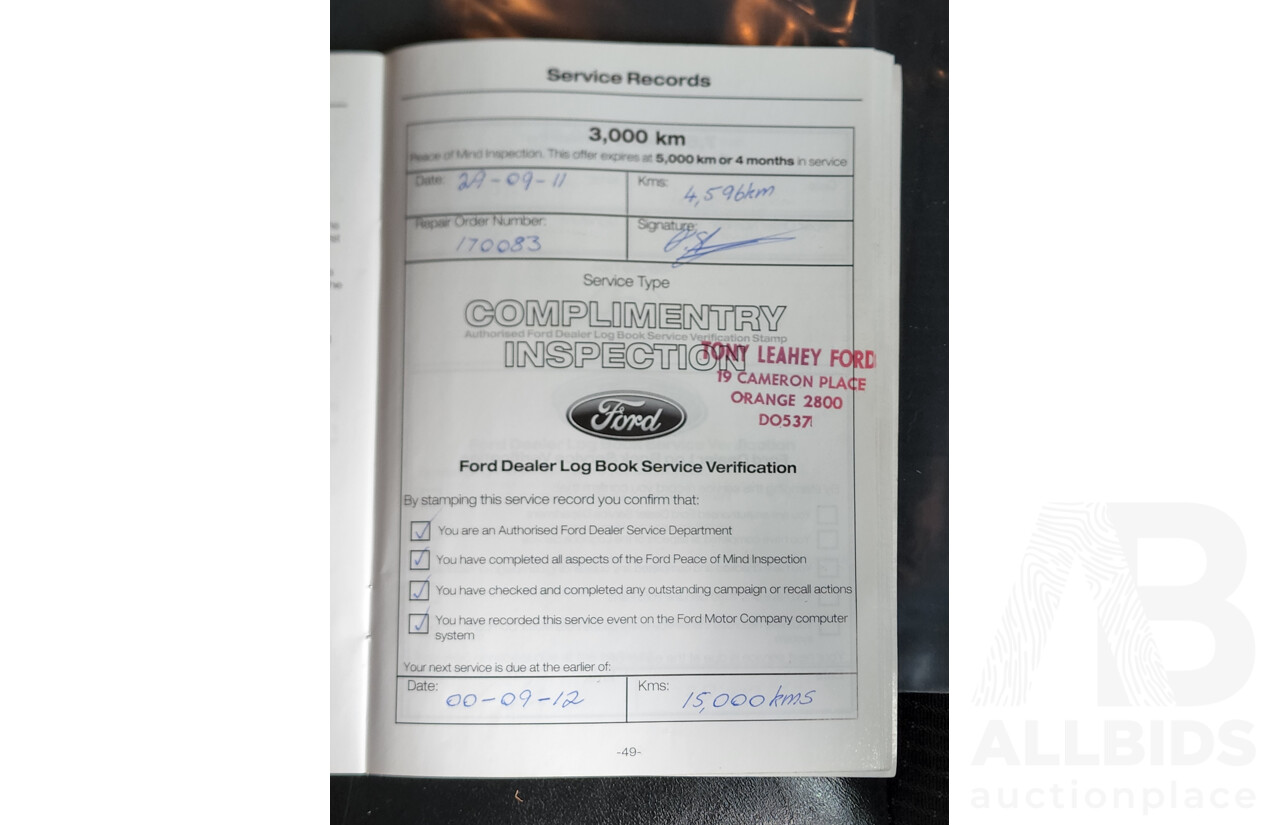 Service Records
3,000 km
Peace of Mind Inspection. This offer expires at 5,000 km or 4 months in service
Date: 29-09-11
Kms: 4,596km
Repair Order Number: 170083
Signature:
Service Type
COMPLIMENTRY
Authorised Ford Dealer Log Book Service Verification Stamp
INSPECTION
TONY LEAHEY FORD
19 CAMERON PLACE
ORANGE 2800
DO537
Ford
Ford Dealer Log Book Service Verification
By stamping this service record you confirm that:
You are an Authorised Ford Dealer Service Department
You have completed all aspects of the Ford Peace of Mind Inspection
You have checked and completed any outstanding campaign or recall actions
You have recorded this service event on the Ford Motor Company computer
system
Your next service is due at the earlier of:
Date: 00-09-12
Kms: 15,000kms
-49-
AB
ALLBIDS
auctionplace